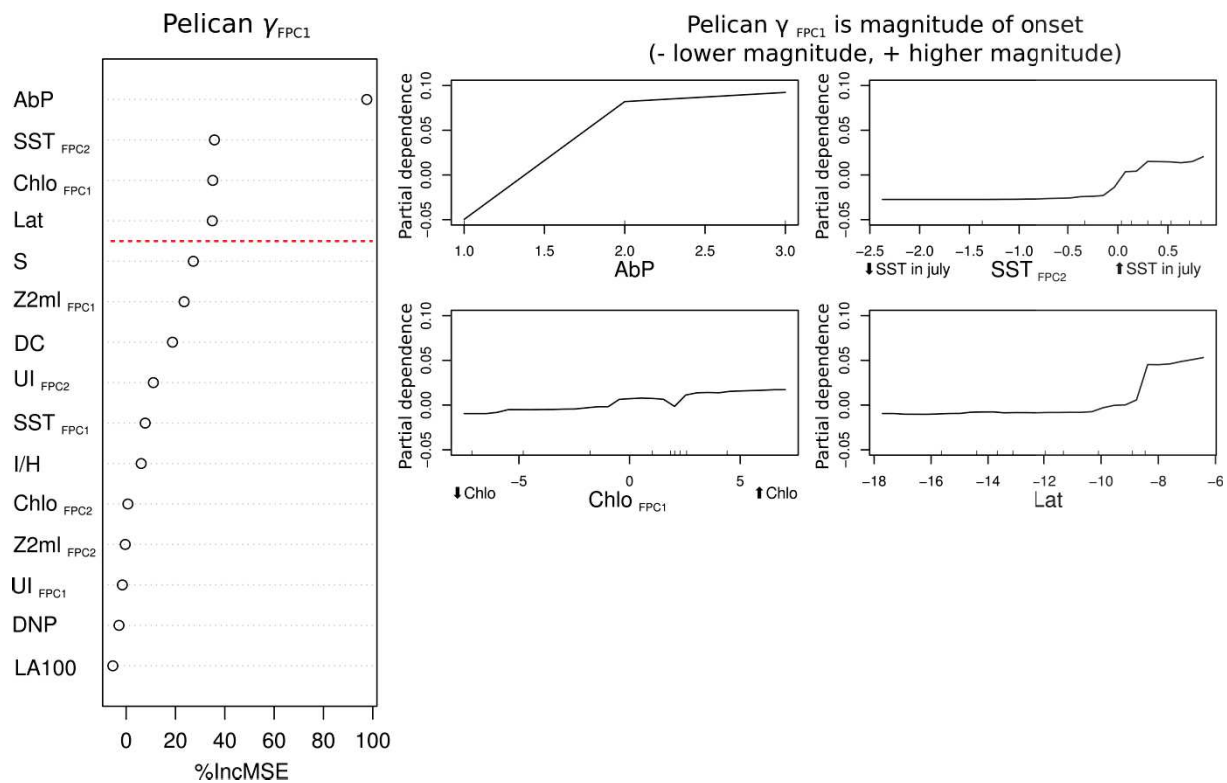 Pelican γFPC1
AbP
SST FPC2
Chlo FPC1
Lat
S
Z2ml FPC1
DC
UI FPC2
SST FPC1
I/H
Chlo FPC2
Z2ml FPC2
UI FPC1
DNP
LA100
0 20 40 60 80 100
%IncMSE
Pelican γ FPC1 is magnitude of onset
(- lower magnitude, + higher magnitude)
Partial dependence
-0.05 0.00 0.05 0.10
1.0 1.5 2.0 2.5 3.0
AbP
Partial dependence
-0.05 0.00 0.05 0.10
-2.5 -2.0 -1.5 -1.0 -0.5 0.0 0.5
⬇SST in july SST FPC2 ⬆SST in july
Partial dependence
-0.05 0.00 0.05 0.10
-5 0 5
⬇Chlo Chlo FPC1 ⬆Chlo
Partial dependence
-0.05 0.00 0.05 0.10
-18 -16 -14 -12 -10 -8 -6
Lat